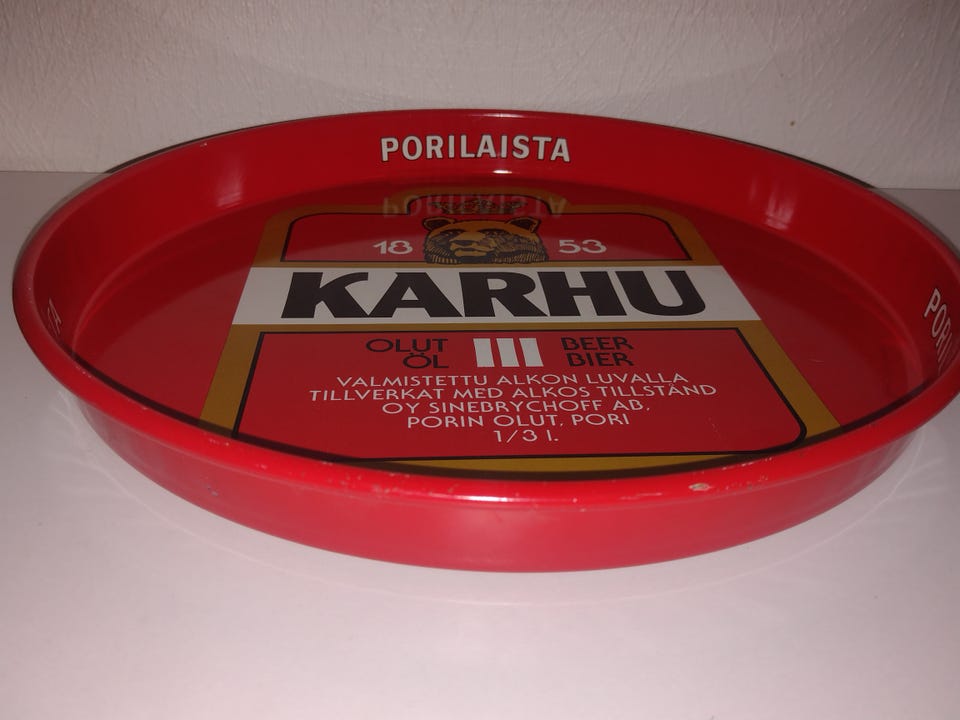 PORILAISTA
18 53
KARHU
OLUT III BEER
ÖL BIER
VALMISTETTU ALKON LUVALLA
TILLVERKAT MED ALKOS TILLSTÅND
OY SINEBRYCHOFF AB,
PORIN OLUT, PORI
1/3 l.